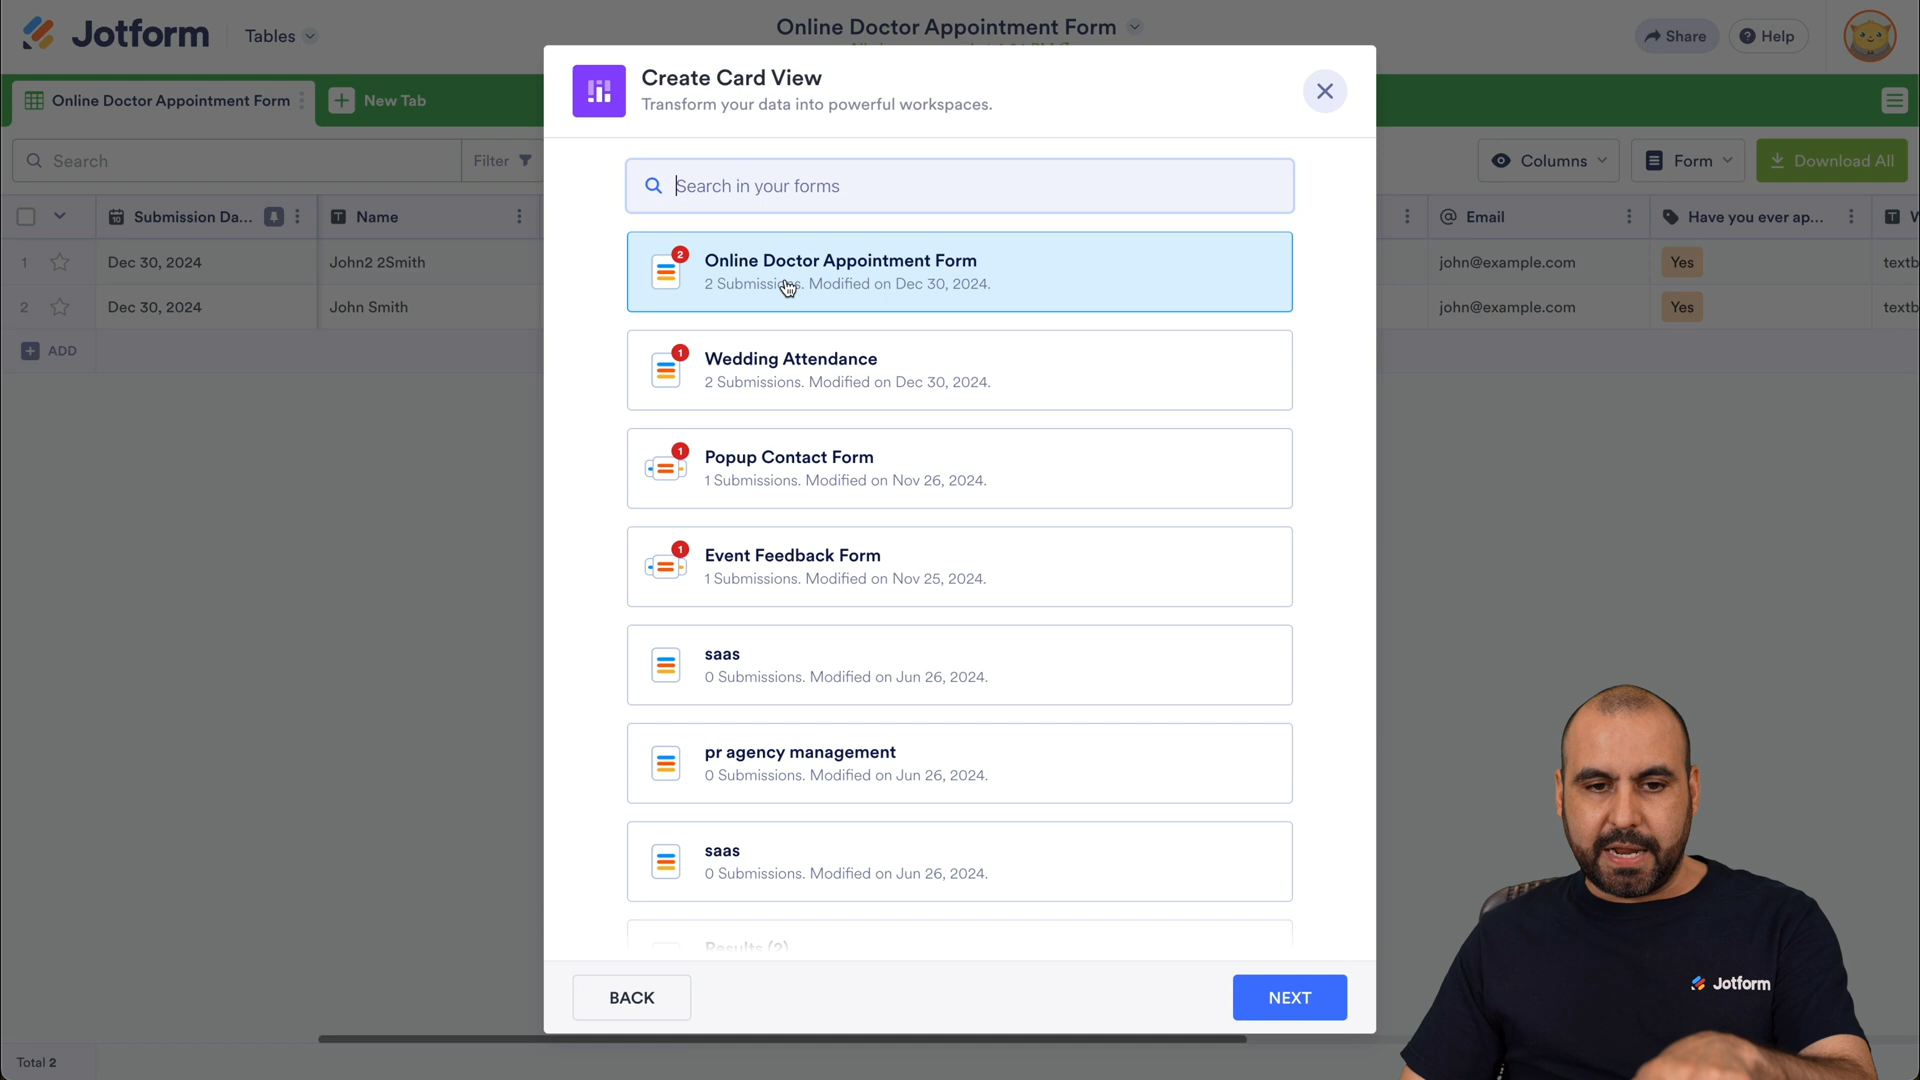 Jotform
Tables
Online Doctor Appointment Form
Share
Help
Online Doctor Appointment Form
New Tab
Search
Filter
Columns
Form
Download All
Submission Da...
Name
Email
Have you ever ap...
1
Dec 30, 2024
John2 2Smith
john@example.com
Yes
textb
2
Dec 30, 2024
John Smith
john@example.com
Yes
textb
ADD
Create Card View
Transform your data into powerful workspaces.
Search in your forms
2
Online Doctor Appointment Form
2 Submissions. Modified on Dec 30, 2024.
1
Wedding Attendance
2 Submissions. Modified on Dec 30, 2024.
1
Popup Contact Form
1 Submissions. Modified on Nov 26, 2024.
1
Event Feedback Form
1 Submissions. Modified on Nov 25, 2024.
saas
0 Submissions. Modified on Jun 26, 2024.
pr agency management
0 Submissions. Modified on Jun 26, 2024.
saas
0 Submissions. Modified on Jun 26, 2024.
Results (2)
BACK
NEXT
Jotform
Total 2